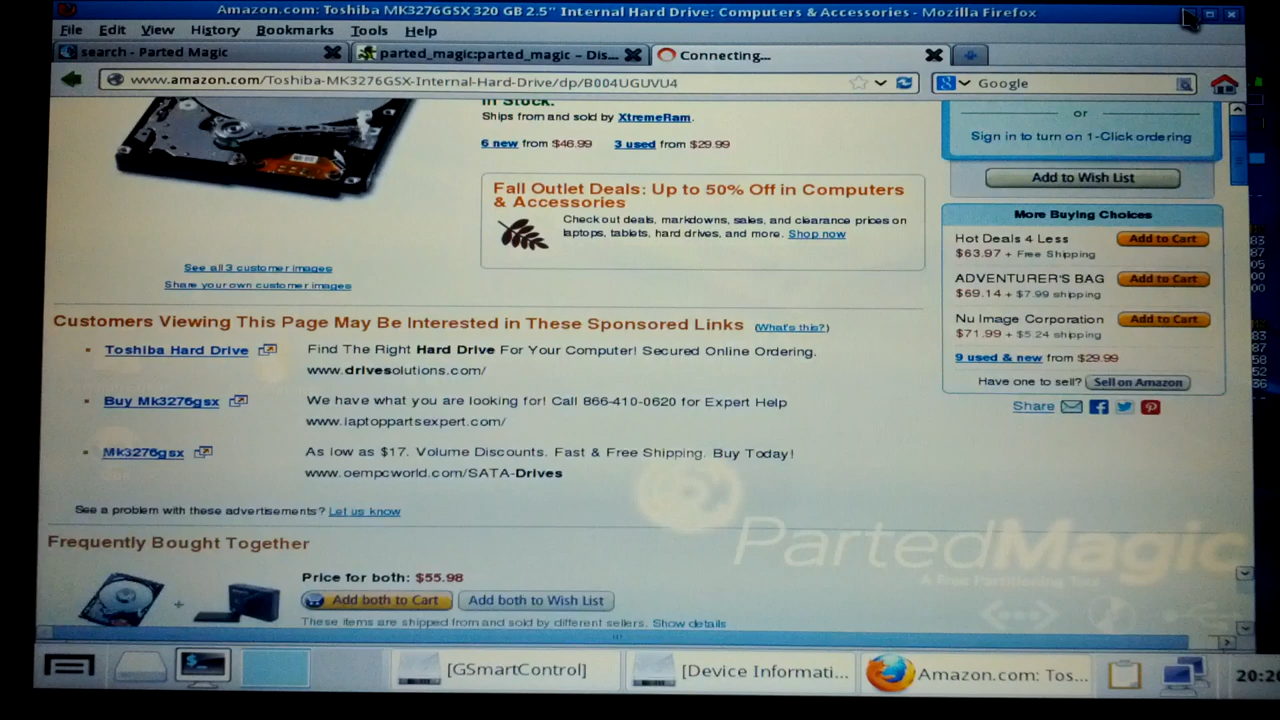 Amazon.com: Toshiba MK3276GSX 320 GB 2.5" Internal Hard Drive: Computers & Accessories - Mozilla Firefox
File Edit View History Bookmarks Tools Help
search - Parted Magic
parted_magic:parted_magic – Dis...
Connecting...
www.amazon.com/Toshiba-MK3276GSX-Internal-Hard-Drive/dp/B004UGUVU4
Google
In Stock.
Ships from and sold by XtremeRam.
6 new from $46.99 3 used from $29.99
Fall Outlet Deals: Up to 50% Off in Computers
& Accessories
Check out deals, markdowns, sales, and clearance prices on
laptops, tablets, hard drives, and more. Shop now
See all 3 customer images
Share your own customer images
or
Sign in to turn on 1-Click ordering
Add to Wish List
More Buying Choices
Hot Deals 4 Less Add to Cart
$63.97 + Free Shipping
ADVENTURER'S BAG Add to Cart
$69.14 + $7.99 shipping
Nu Image Corporation Add to Cart
$71.99 + $5.24 shipping
9 used & new from $29.99
Have one to sell? Sell on Amazon
Share
Customers Viewing This Page May Be Interested in These Sponsored Links (What's this?)
Toshiba Hard Drive Find The Right Hard Drive For Your Computer! Secured Online Ordering.
www.drivesolutions.com/
Buy Mk3276gsx We have what you are looking for! Call 866-410-0620 for Expert Help
www.laptoppartsexpert.com/
Mk3276gsx As low as $17. Volume Discounts. Fast & Free Shipping. Buy Today!
www.oempcworld.com/SATA-Drives
See a problem with these advertisements? Let us know
Frequently Bought Together
Price for both: $55.98
Add both to Cart Add both to Wish List
These items are shipped from and sold by different sellers. Show details
PartedMagic
A Free Partitioning Tool
[GSmartControl]
[Device Informati...
Amazon.com: Tos...